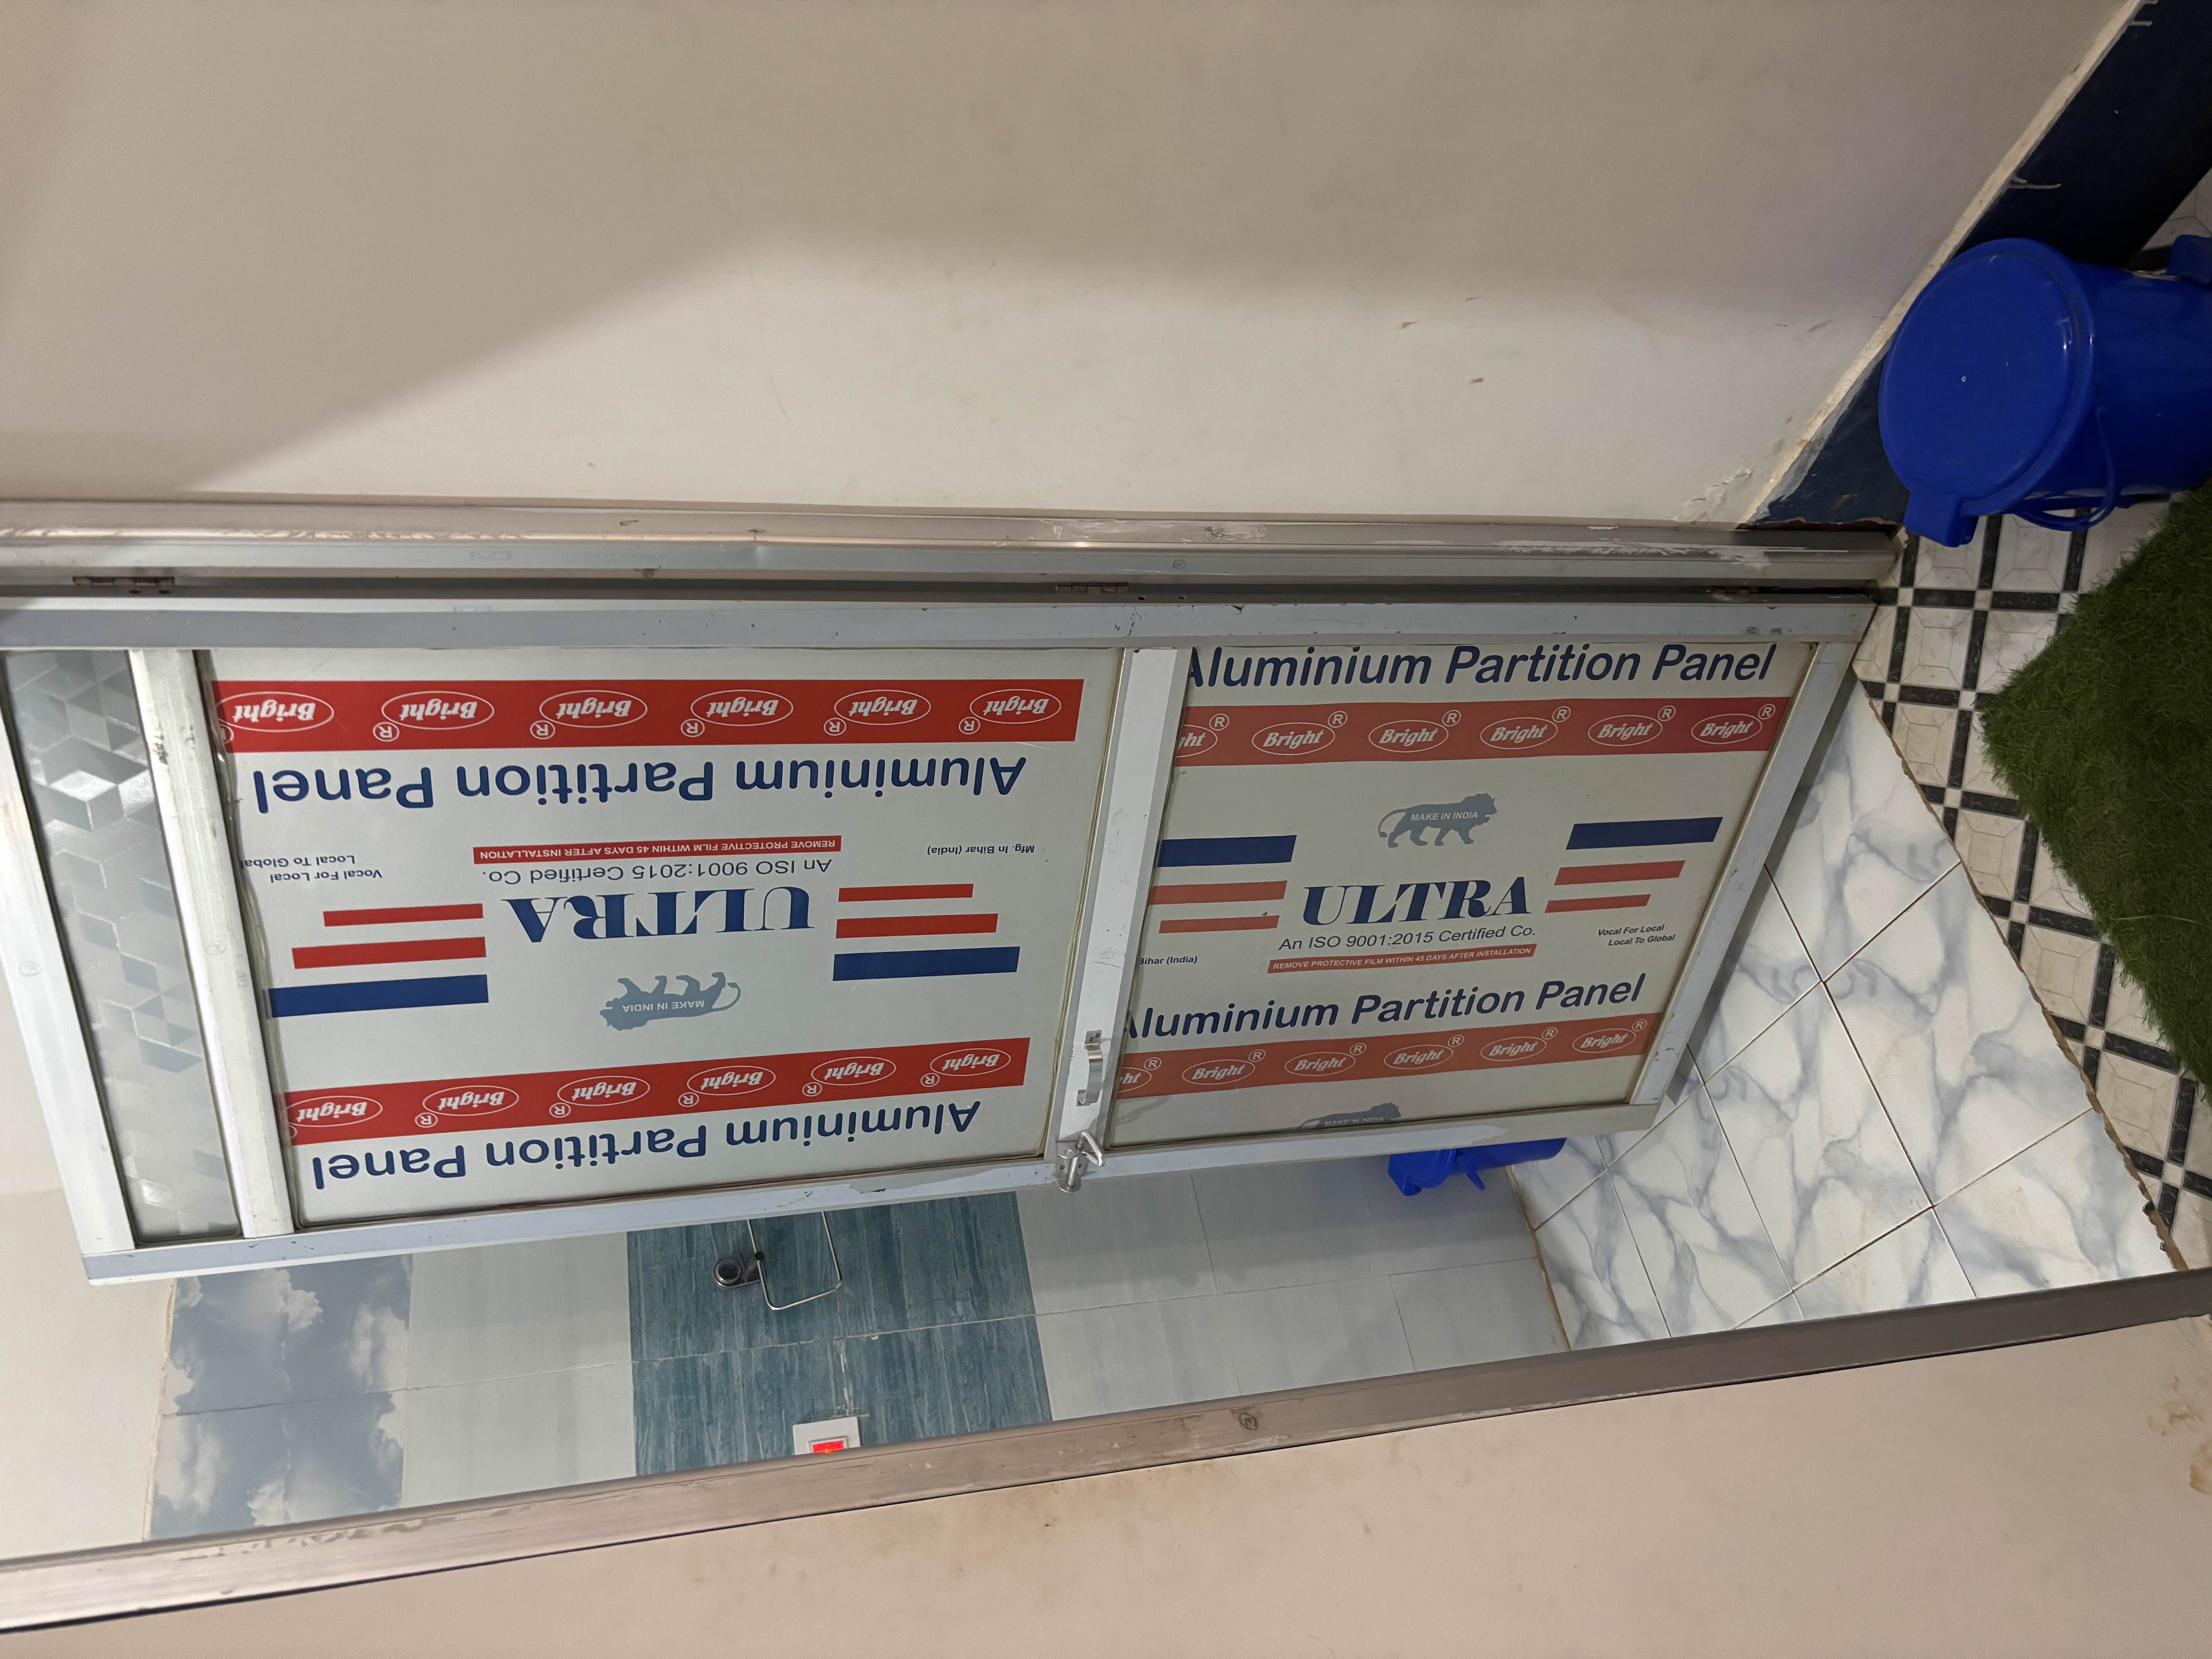 Aluminium Partition Panel
Bright® Bright® Bright® Bright® Bright®
MAKE IN INDIA
ULTRA
An ISO 9001:2015 Certified Co.
REMOVE PROTECTIVE FILM WITHIN 45 DAYS AFTER INSTALLATION
Bihar (India)
Vocal For Local
Local To Global
Aluminium Partition Panel
Bright® Bright® Bright® Bright® Bright®
MAKE IN INDIA
Aluminium Partition Panel
Bright® Bright® Bright® Bright® Bright® Bright
MAKE IN INDIA
ULTRA
An ISO 9001:2015 Certified Co.
REMOVE PROTECTIVE FILM WITHIN 45 DAYS AFTER INSTALLATION
Mfg. In Bihar (India)
Vocal For Local
Local To Global
Aluminium Partition Panel
Bright® Bright® Bright® Bright® Bright® Bright®